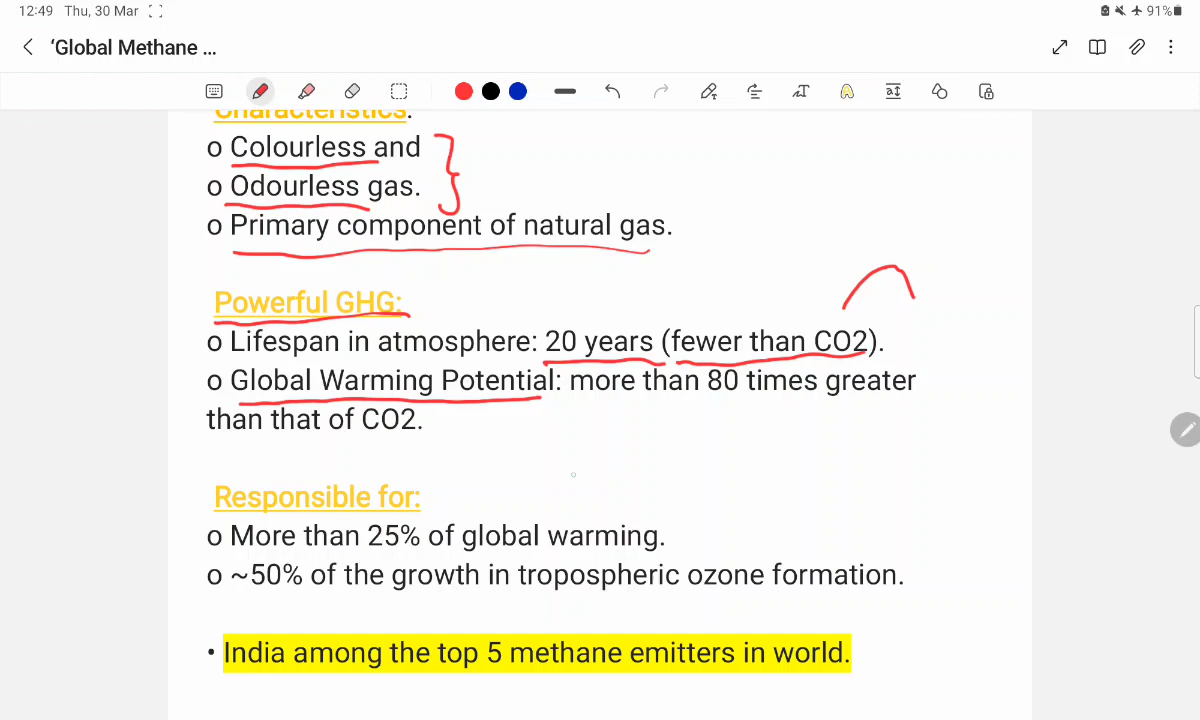 12:49 Thu, 30 Mar 91%
‘Global Methane ...
Characteristics:
o Colourless and
o Odourless gas.
o Primary component of natural gas.
Powerful GHG:
o Lifespan in atmosphere: 20 years (fewer than CO2).
o Global Warming Potential: more than 80 times greater
than that of CO2.
Responsible for:
o More than 25% of global warming.
o ~50% of the growth in tropospheric ozone formation.
• India among the top 5 methane emitters in world.